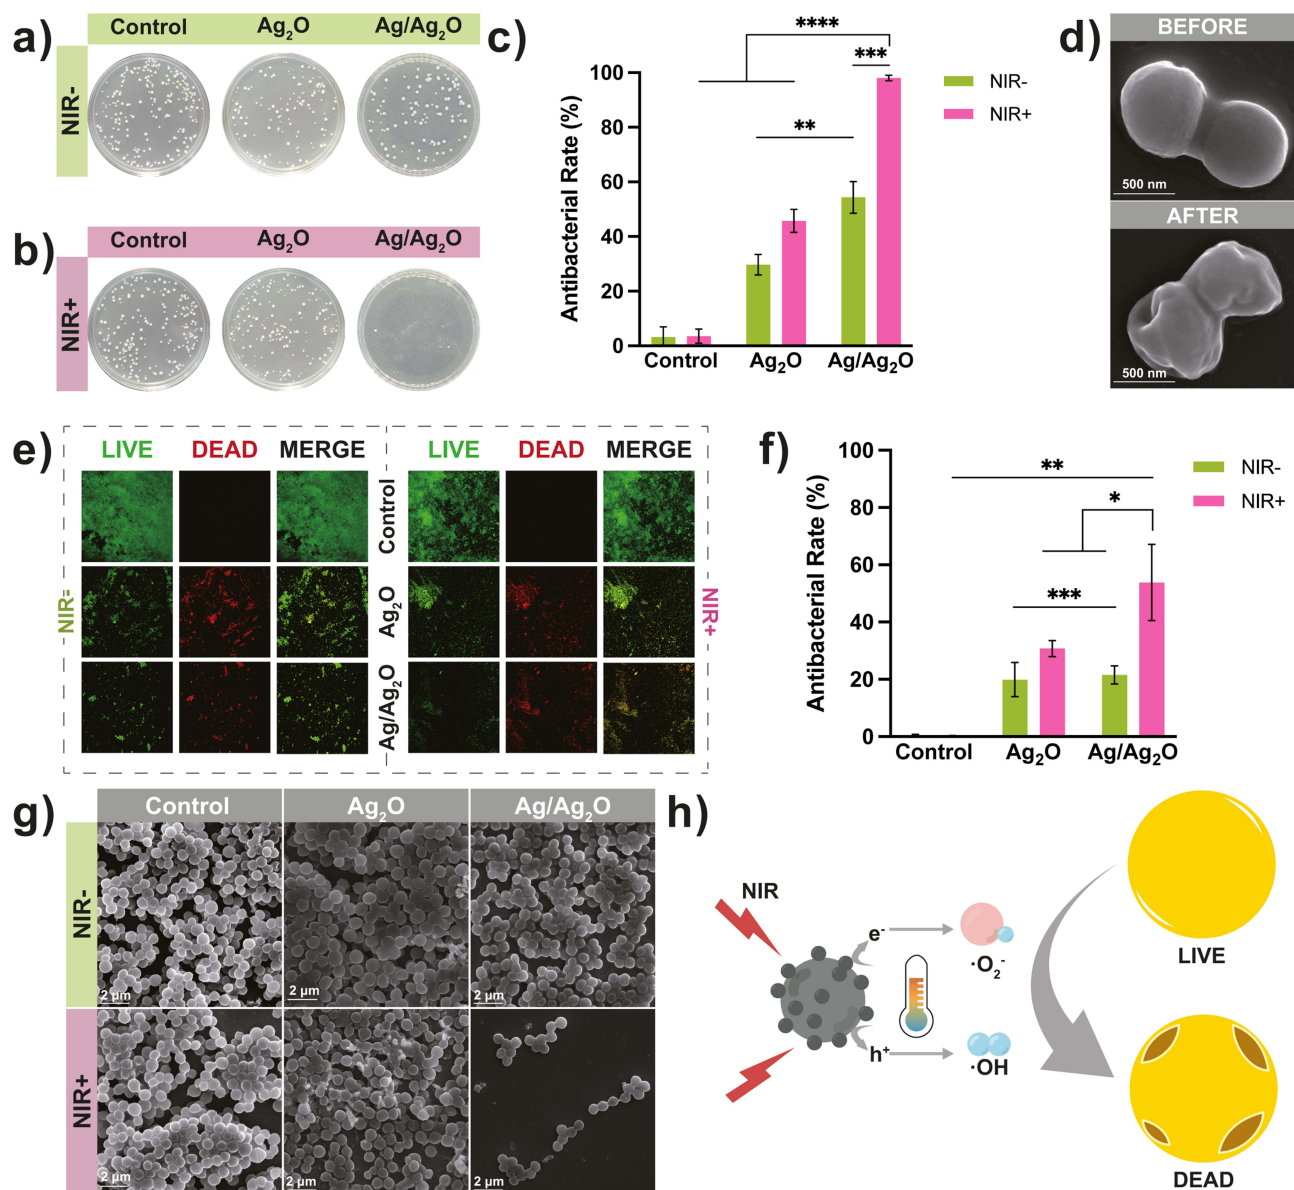 a)
Control Ag₂O Ag/Ag₂O
NIR-
b)
Control Ag₂O Ag/Ag₂O
NIR+
c)
Antibacterial Rate (%)
100
80
60
40
20
0
Control Ag₂O Ag/Ag₂O
****
***
**
NIR-
NIR+
d)
BEFORE
500 nm
AFTER
500 nm
e)
LIVE DEAD MERGE LIVE DEAD MERGE
NIR-
Control
Ag₂O
Ag/Ag₂O
NIR+
f)
Antibacterial Rate (%)
100
80
60
40
20
0
Control Ag₂O Ag/Ag₂O
**
*
***
NIR-
NIR+
g)
Control Ag₂O Ag/Ag₂O
NIR-
2 µm 2 µm 2 µm
NIR+
2 µm 2 µm 2 µm
h)
NIR
e⁻
·O₂⁻
h⁺
·OH
LIVE
DEAD